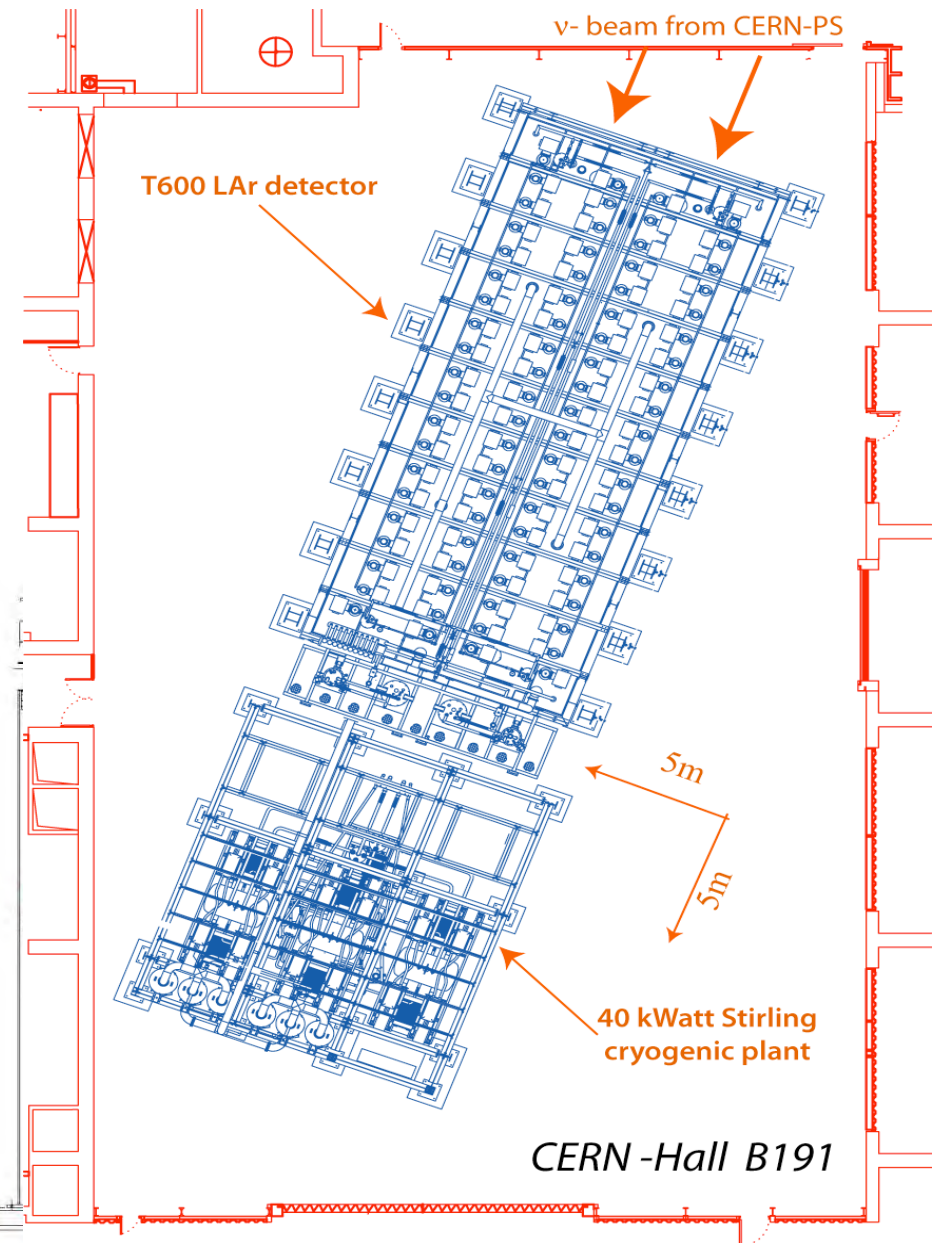 ν- beam from CERN-PS
T600 LAr detector
5m
5m
40 kWatt Stirling
cryogenic plant
CERN -Hall B191